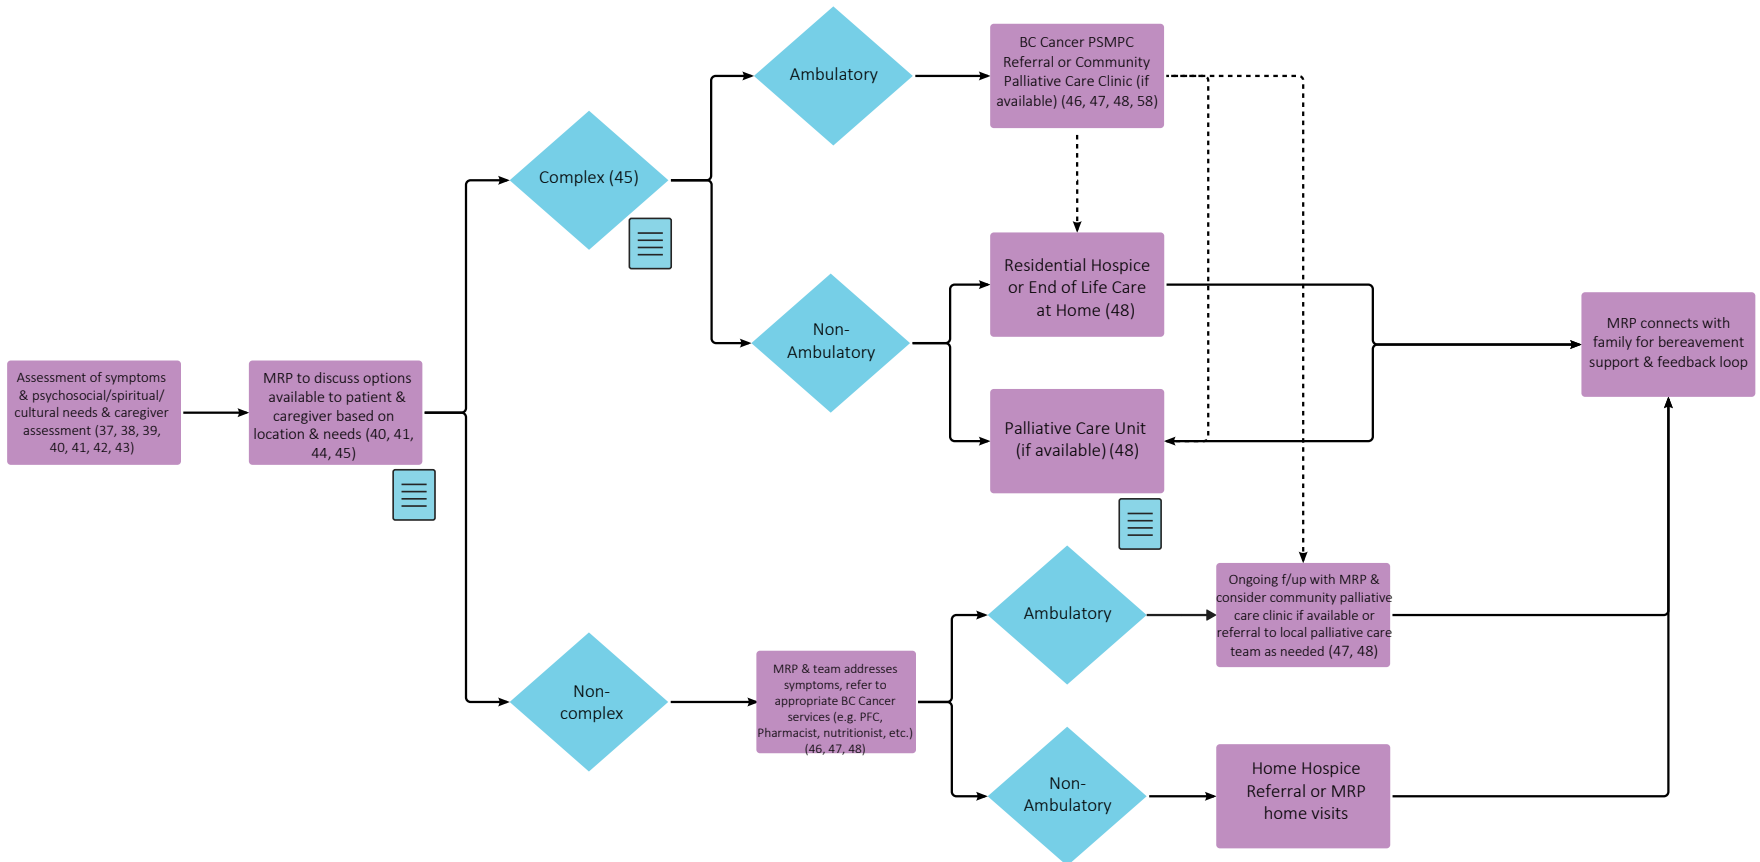 Assessment of symptoms
& psychosocial/spiritual/
cultural needs & caregiver
assessment (37, 38, 39,
40, 41, 42, 43)
MRP to discuss options
available to patient &
caregiver based on
location & needs (40, 41,
44, 45)
Complex (45)
Non-
complex
Ambulatory
Non-
Ambulatory
BC Cancer PSMPC
Referral or Community
Palliative Care Clinic (if
available) (46, 47, 48, 58)
Residential Hospice
or End of Life Care
at Home (48)
Palliative Care Unit
(if available) (48)
MRP & team addresses
symptoms, refer to
appropriate BC Cancer
services (e.g. PFC,
Pharmacist, nutritionist, etc.)
(46, 47, 48)
Ambulatory
Non-
Ambulatory
Ongoing f/up with MRP &
consider community palliative
care clinic if available or
referral to local palliative care
team as needed (47, 48)
Home Hospice
Referral or MRP
home visits
MRP connects with
family for bereavement
support & feedback loop